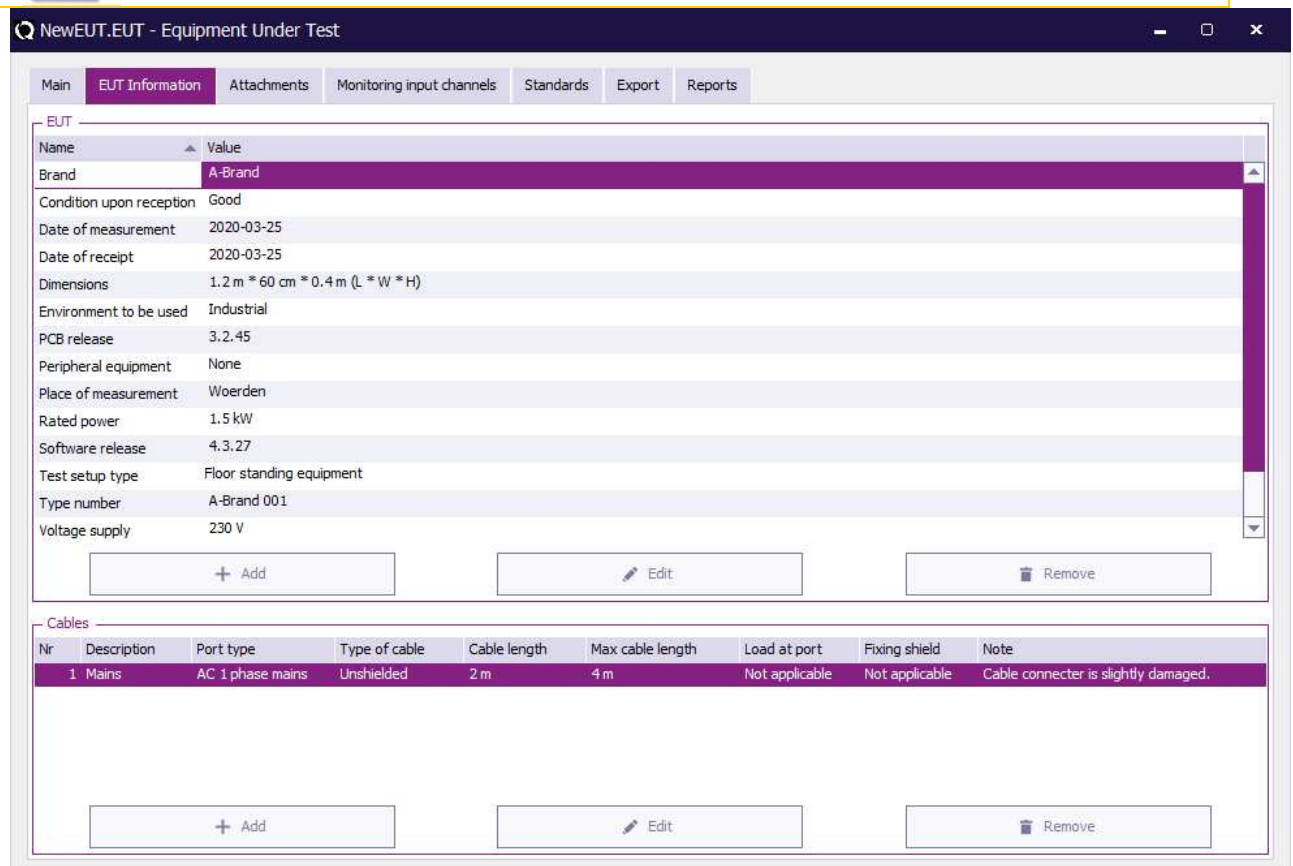 NewEUT.EUT - Equipment Under Test
Main EUT Information Attachments Monitoring input channels Standards Export Reports
EUT
Name Value
Brand A-Brand
Condition upon reception Good
Date of measurement 2020-03-25
Date of receipt 2020-03-25
Dimensions 1.2 m * 60 cm * 0.4 m (L * W * H)
Environment to be used Industrial
PCB release 3.2.45
Peripheral equipment None
Place of measurement Woerden
Rated power 1.5 kW
Software release 4.3.27
Test setup type Floor standing equipment
Type number A-Brand 001
Voltage supply 230 V
+ Add Edit Remove
Cables
Nr Description Port type Type of cable Cable length Max cable length Load at port Fixing shield Note
1 Mains AC 1 phase mains Unshielded 2 m 4 m Not applicable Not applicable Cable connecter is slightly damaged.
+ Add Edit Remove